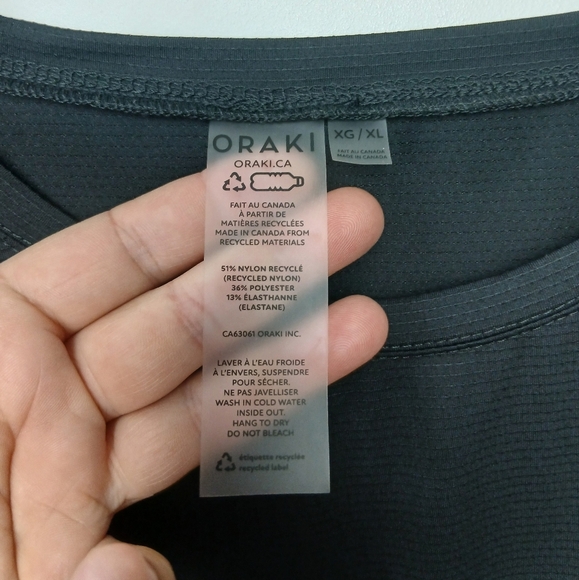 ORAKI
ORAKI.CA
FAIT AU CANADA
À PARTIR DE
MATIÈRES RECYCLÉES
MADE IN CANADA FROM
RECYCLED MATERIALS
51% NYLON RECYCLÉ
(RECYCLED NYLON)
36% POLYESTER
13% ÉLASTHANNE
(ELASTANE)
CA63061 ORAKI INC.
LAVER À L'EAU FROIDE
À L'ENVERS, SUSPENDRE
POUR SÉCHER.
NE PAS JAVELLISER
WASH IN COLD WATER
INSIDE OUT.
HANG TO DRY
DO NOT BLEACH
étiquette recyclée
recycled label
XG / XL
FAIT AU CANADA
MADE IN CANADA